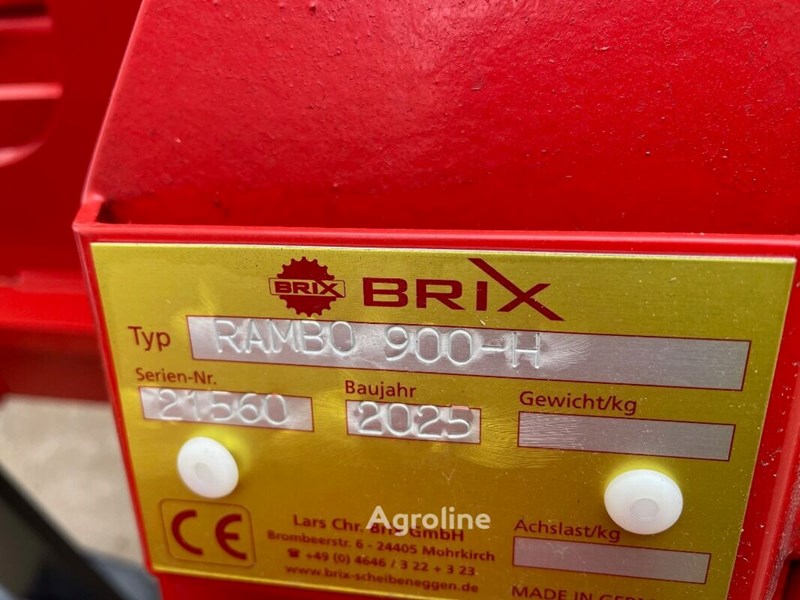 BRIX BRIX
Typ RAMBO 900-H
Serien-Nr. Baujahr Gewicht/kg
21560 2025
Lars Chr. Brix GmbH
Brombeerstr. 6 - 24405 Mohrkirch
☎ +49 (0) 4646 / 3 22 + 3 23
www.brix-scheibeneggen.de
CE
Achslast/kg
MADE IN
Agroline